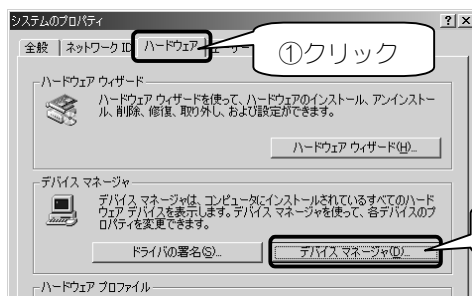 システムのプロパティ
? ×
全般 ネットワーク ID ハードウェア ユーザー
①クリック
ハードウェア ウィザード
ハードウェア ウィザードを使って、ハードウェアのインストール、アンインストー
ル、削除、修復、取り外し、および設定ができます。
ハードウェア ウィザード(H)...
デバイス マネージャ
デバイス マネージャは、コンピュータにインストールされているすべてのハード
ウェア デバイスを表示します。デバイス マネージャを使って、各デバイスのプ
ロパティを変更できます。
ドライバの署名(S)...
デバイス マネージャ(D)...
ハードウェア プロファイル